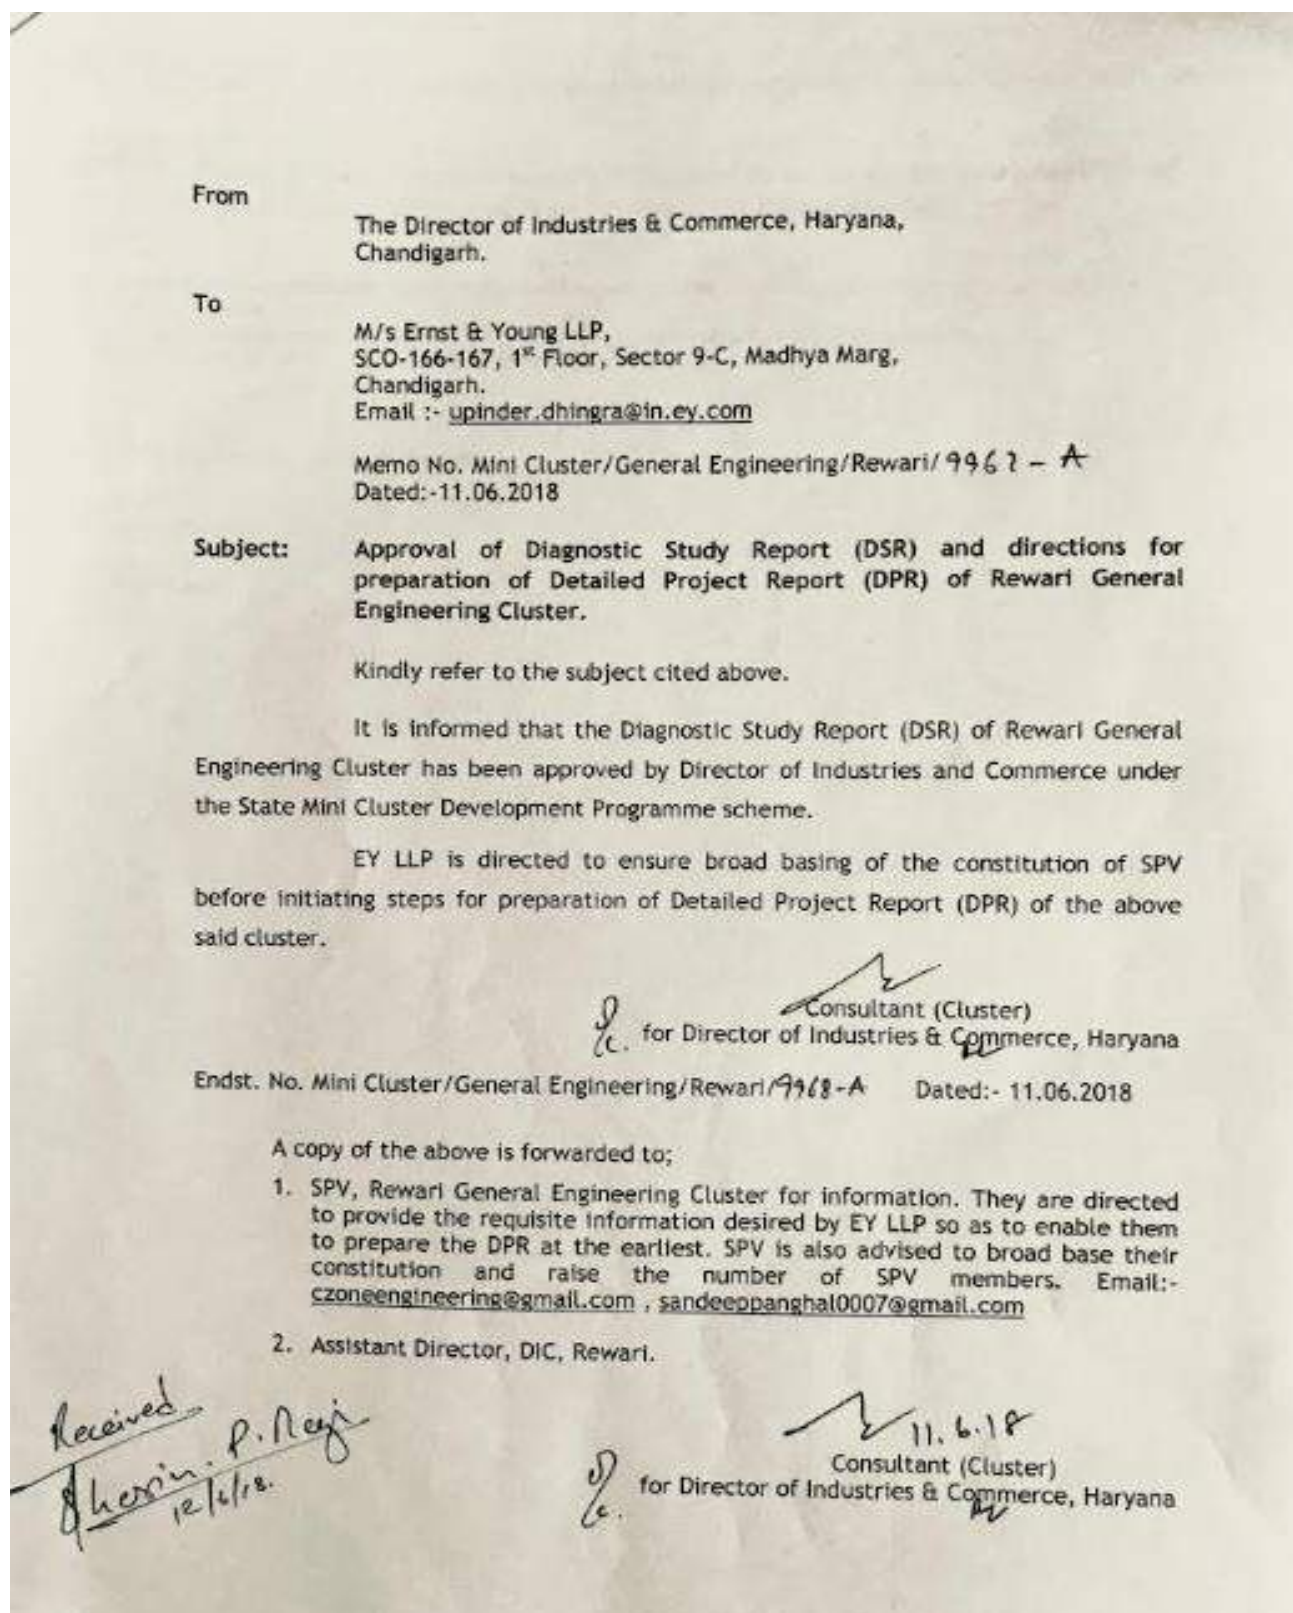 From
The Director of Industries & Commerce, Haryana,
Chandigarh.
To
M/s Ernst & Young LLP,
SCO-166-167, 1st Floor, Sector 9-C, Madhya Marg,
Chandigarh.
Email :- upinder.dhingra@in.ey.com
Memo No. Mini Cluster/General Engineering/Rewari/ - A
Dated:-11.06.2018
Subject: Approval of Diagnostic Study Report (DSR) and directions for
preparation of Detailed Project Report (DPR) of Rewari General
Engineering Cluster.
Kindly refer to the subject cited above.
It is informed that the Diagnostic Study Report (DSR) of Rewari General
Engineering Cluster has been approved by Director of Industries and Commerce under
the State Mini Cluster Development Programme scheme.
EY LLP is directed to ensure broad basing of the constitution of SPV
before initiating steps for preparation of Detailed Project Report (DPR) of the above
said cluster.
Consultant (Cluster)
for Director of Industries & Commerce, Haryana
Endst. No. Mini Cluster/General Engineering/Rewari/9968-A Dated:- 11.06.2018
A copy of the above is forwarded to;
1. SPV, Rewari General Engineering Cluster for information. They are directed
to provide the requisite information desired by EY LLP so as to enable them
to prepare the DPR at the earliest. SPV is also advised to broad base their
constitution and raise the number of SPV members. Email:-
czoneengineering@gmail.com , sandeeppanghal0007@gmail.com
2. Assistant Director, DIC, Rewari.
Received
12/6/18.
11.6.18
Consultant (Cluster)
for Director of Industries & Commerce, Haryana